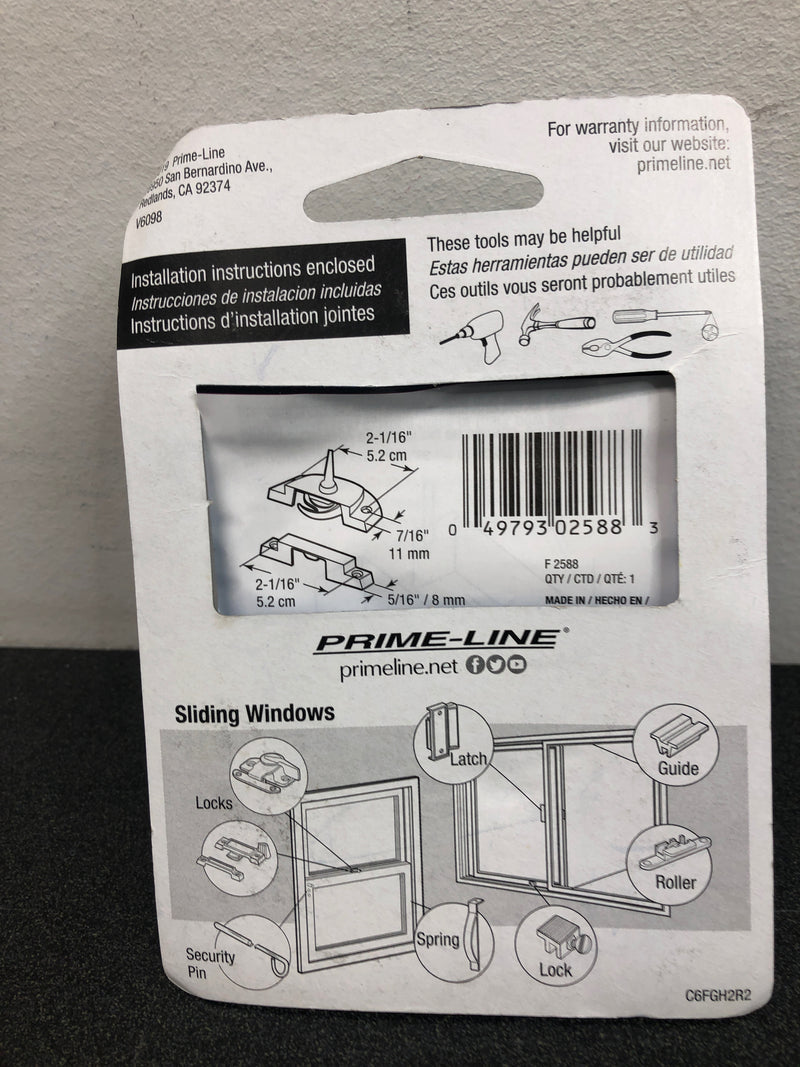 Prime-Line
San Bernardino Ave.,
Redlands, CA 92374
V6098
For warranty information,
visit our website:
primeline.net
Installation instructions enclosed
Instrucciones de instalacion incluidas
Instructions d'installation jointes
These tools may be helpful
Estas herramientas pueden ser de utilidad
Ces outils vous seront probablement utiles
2-1/16"
5.2 cm
7/16"
11 mm
2-1/16"
5.2 cm
5/16" / 8 mm
0 49793 02588 3
F 2588
QTY / CTD / QTÉ: 1
MADE IN / HECHO EN /
PRIME-LINE®
primeline.net
Sliding Windows
Locks
Security
Pin
Spring
Latch
Guide
Roller
Lock
C6FGH2R2